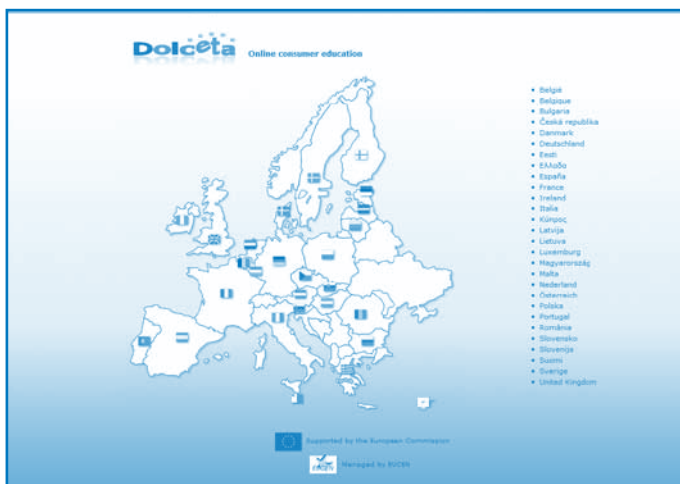 Dolceta Online consumer education
België
Belgique
Bulgaria
Česká republika
Danmark
Deutschland
Eesti
Ελλαδα
España
France
Ireland
Italia
Κύπρος
Latvija
Lietuva
Luxemburg
Magyarország
Malta
Nederland
Österreich
Polska
Portugal
România
Slovensko
Slovenija
Suomi
Sverige
United Kingdom
Supported by the European Commission
Managed by EUCEN